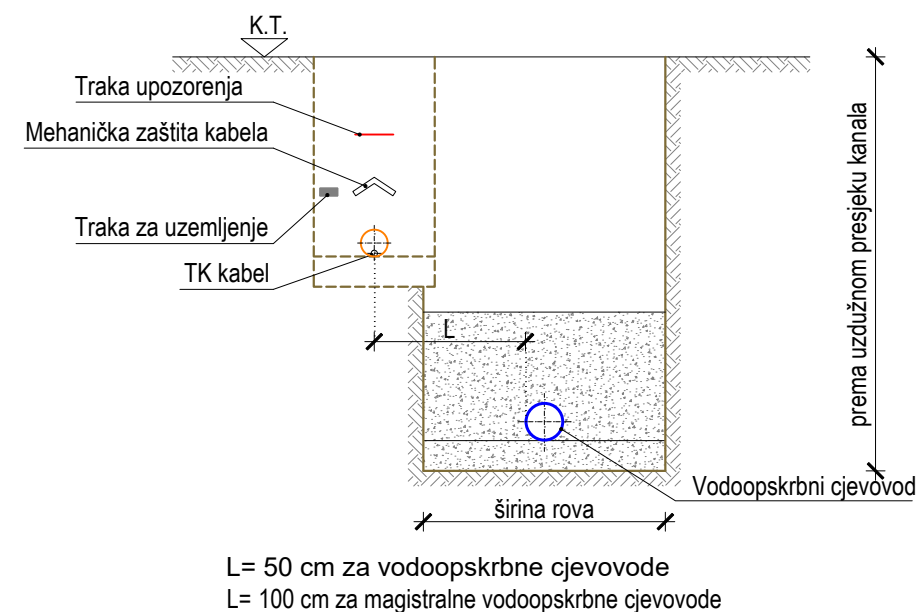 K.T.
Traka upozorenja
Mehanička zaštita kabela
Traka za uzemljenje
TK kabel
L
prema uzdužnom presjeku kanala
Vodoopskrbni cjevovod
širina rova
L= 50 cm za vodoopskrbne cjevovode
L= 100 cm za magistralne vodoopskrbne cjevovode